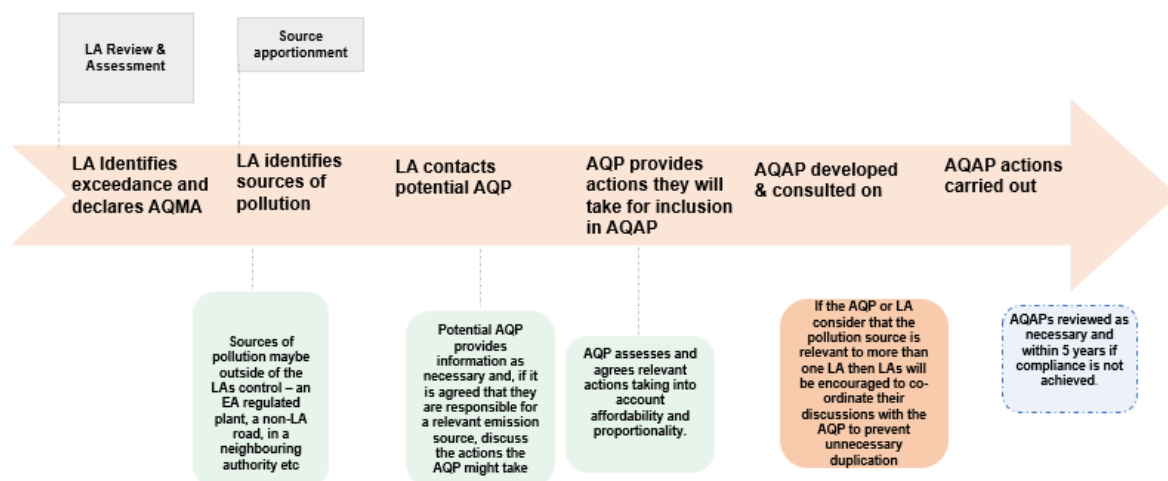 LA Review &
Assessment
Source
apportionment
LA Identifies
exceedance and
declares AQMA
LA identifies
sources of
pollution
LA contacts
potential AQP
AQP provides
actions they will
take for inclusion
in AQAP
AQAP developed
& consulted on
AQAP actions
carried out
Sources of
pollution maybe
outside of the
LAs control – an
EA regulated
plant, a non-LA
road, in a
neighbouring
authority etc
Potential AQP
provides
information as
necessary and, if
it is agreed that
they are
responsible for
a relevant emission
source, discuss
the actions the
AQP might take
AQP assesses and
agrees relevant
actions taking into
account
affordability and
proportionality.
If the AQP or LA
consider that the
pollution source is
relevant to more than
one LA then LAs will
be encouraged to co-
ordinate their
discussions with the
AQP to prevent
unnecessary
duplication
AQAPs reviewed as
necessary and
within 5 years if
compliance is not
achieved.